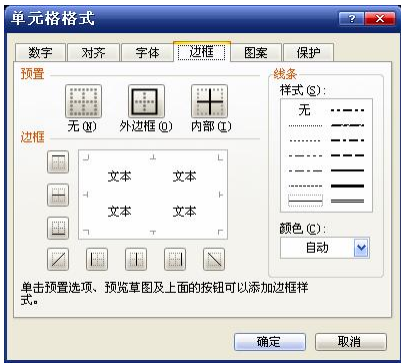 单元格格式
数字 对齐 字体 边框 图案 保护
预置
线条
样式(S):
无
无(N) 外边框(O) 内部(I)
边框
文本 文本
文本 文本
颜色(C):
自动
单击预置选项、预览草图及上面的按钮可以添加边框样
式。
确定 取消